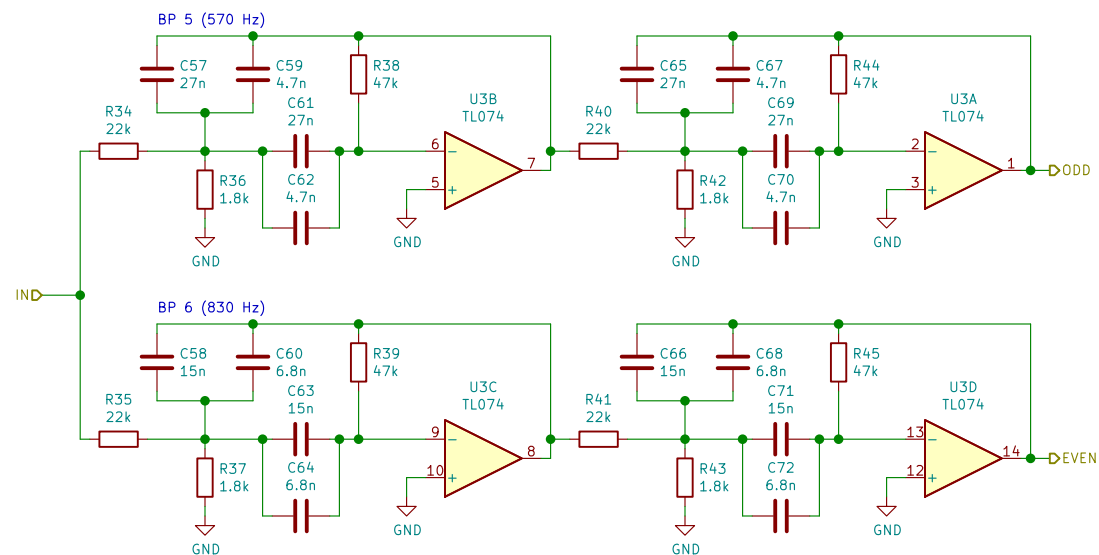 BP 5 (570 Hz)
C57
27n
C59
4.7n
R38
47k
C65
27n
C67
4.7n
R44
47k
R34
22k
C61
27n
U3B
TL074
R40
22k
C69
27n
U3A
TL074
6
7
5
2
1
3
R36
1.8k
C62
4.7n
R42
1.8k
C70
4.7n
ODD
GND
GND
GND
GND
IN
BP 6 (830 Hz)
C58
15n
C60
6.8n
R39
47k
C66
15n
C68
6.8n
R45
47k
R35
22k
C63
15n
U3C
TL074
R41
22k
C71
15n
U3D
TL074
9
8
10
13
14
12
R37
1.8k
C64
6.8n
R43
1.8k
C72
6.8n
EVEN
GND
GND
GND
GND